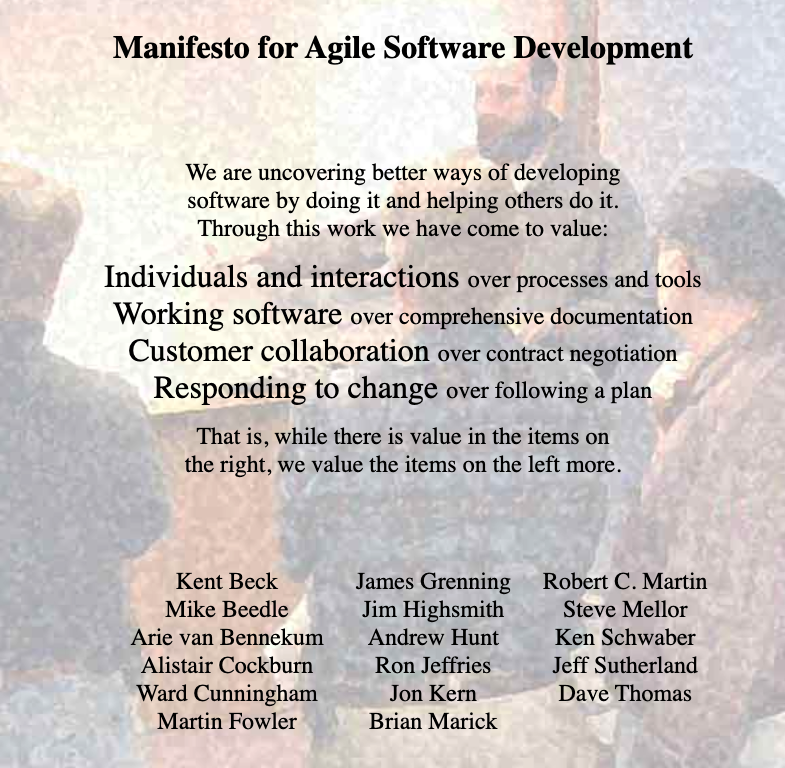 Manifesto for Agile Software Development
We are uncovering better ways of developing
software by doing it and helping others do it.
Through this work we have come to value:
Individuals and interactions over processes and tools
Working software over comprehensive documentation
Customer collaboration over contract negotiation
Responding to change over following a plan
That is, while there is value in the items on
the right, we value the items on the left more.
Kent Beck
Mike Beedle
Arie van Bennekum
Alistair Cockburn
Ward Cunningham
Martin Fowler
James Grenning
Jim Highsmith
Andrew Hunt
Ron Jeffries
Jon Kern
Brian Marick
Robert C. Martin
Steve Mellor
Ken Schwaber
Jeff Sutherland
Dave Thomas